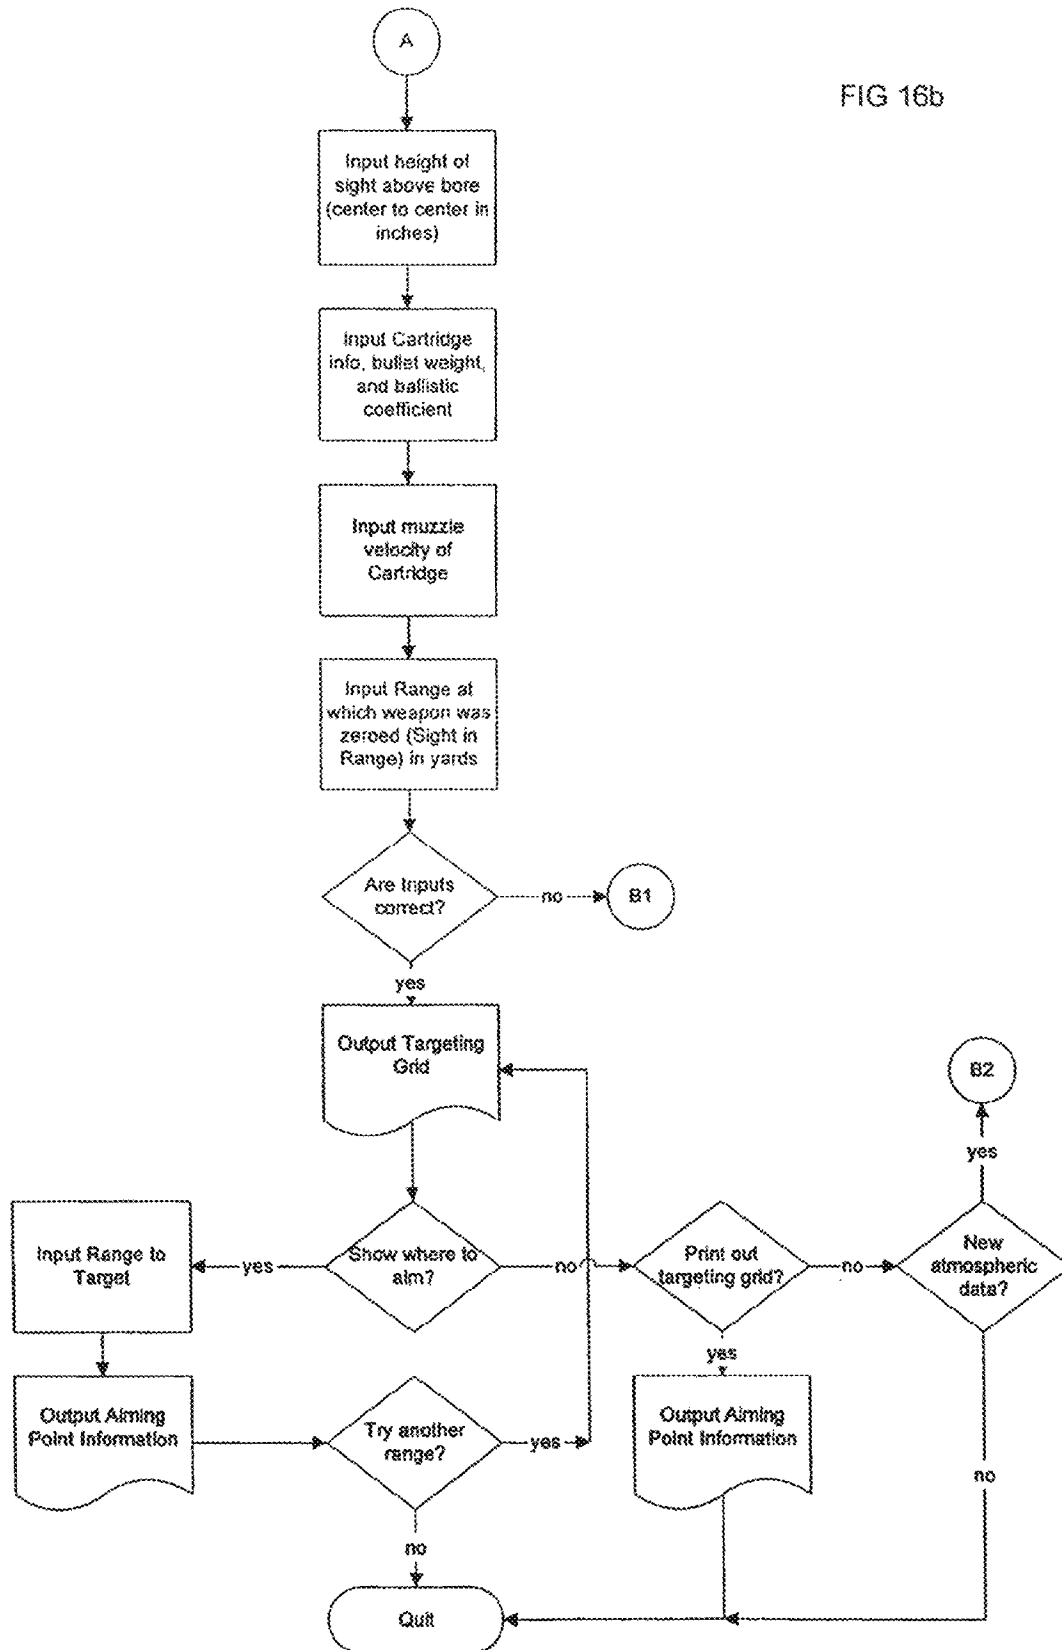 A
FIG 16b
Input height of
sight above bore
(center to center in
inches)
Input Cartridge
info, bullet weight,
and ballistic
coefficient
Input muzzle
velocity of
Cartridge
Input Range at
which weapon was
zeroed (Sight in
Range) in yards
Are Inputs
correct?
no
B1
yes
Output Targeting
Grid
B2
yes
Input Range to
Target
yes
Show where to
aim?
no
Print out
targeting grid?
no
New
atmospheric
data?
yes
Output Aiming
Point Information
Try another
range?
yes
Output Aiming
Point Information
no
no
Quit